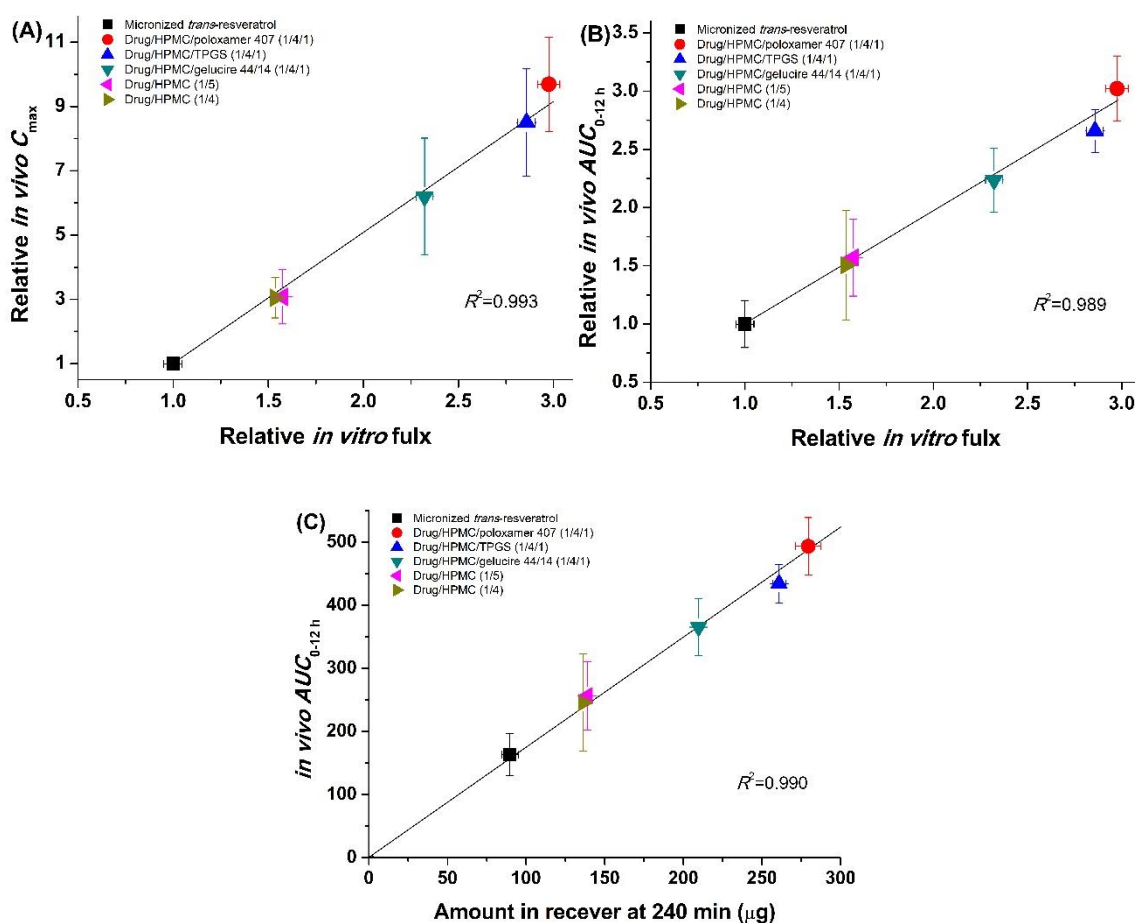 (A)
Micronized trans-resveratrol
Drug/HPMC/poloxamer 407 (1/4/1)
Drug/HPMC/TPGS (1/4/1)
Drug/HPMC/gelucire 44/14 (1/4/1)
Drug/HPMC (1/5)
Drug/HPMC (1/4)
11
9
7
5
3
1
Relative in vivo Cmax
R2=0.993
0.5 1.0 1.5 2.0 2.5 3.0
Relative in vitro fulx
(B)
Micronized trans-resveratrol
Drug/HPMC/poloxamer 407 (1/4/1)
Drug/HPMC/TPGS (1/4/1)
Drug/HPMC/gelucire 44/14 (1/4/1)
Drug/HPMC (1/5)
Drug/HPMC (1/4)
3.5
3.0
2.5
2.0
1.5
1.0
0.5
Relative in vivo AUC0-12 h
R2=0.989
0.5 1.0 1.5 2.0 2.5 3.0
Relative in vitro fulx
(C)
Micronized trans-resveratrol
Drug/HPMC/poloxamer 407 (1/4/1)
Drug/HPMC/TPGS (1/4/1)
Drug/HPMC/gelucire 44/14 (1/4/1)
Drug/HPMC (1/5)
Drug/HPMC (1/4)
500
400
300
200
100
0
in vivo AUC0-12 h
R2=0.990
0 50 100 150 200 250 300
Amount in recever at 240 min (μg)